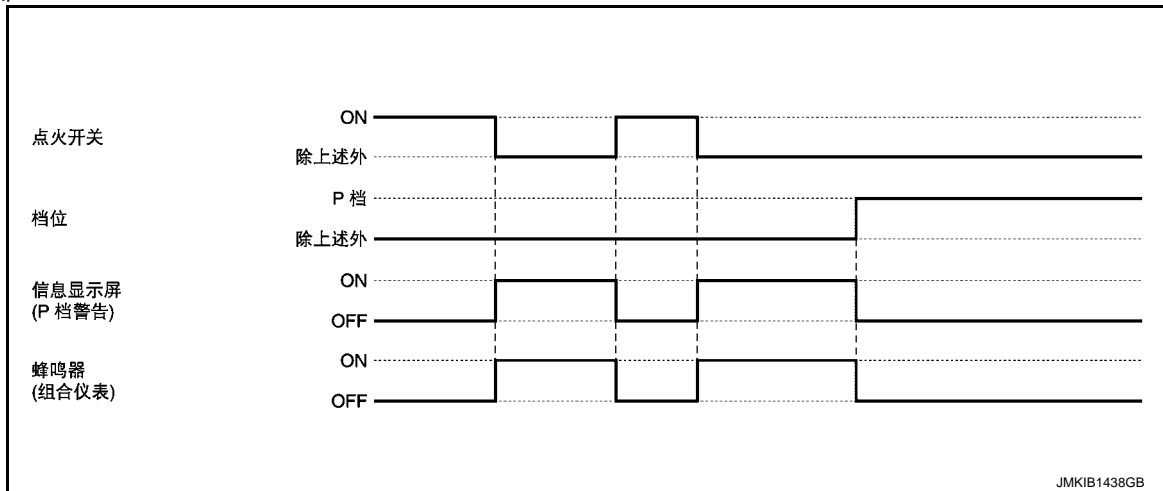 ON
点火开关
除上述外
P 档
档位
除上述外
ON
信息显示屏
(P 档警告)
OFF
ON
蜂鸣器
(组合仪表)
OFF
JMKIB1438GB